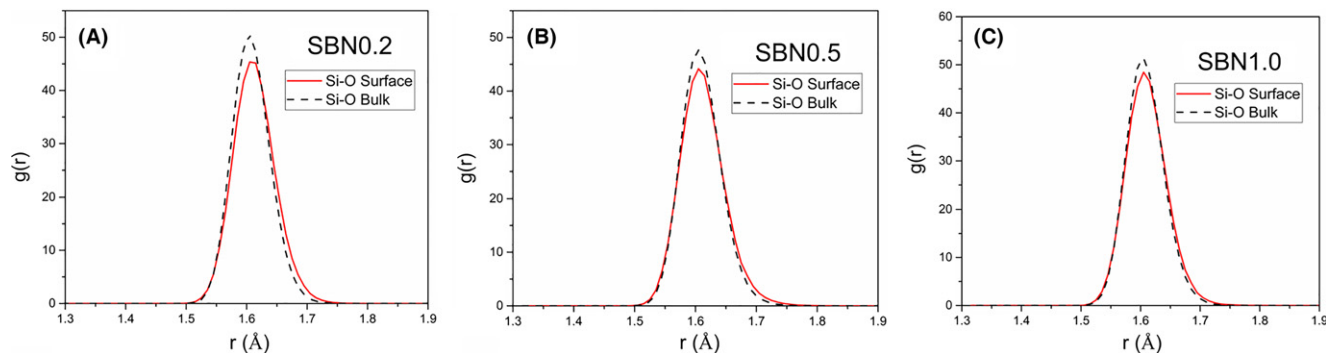 (A)
SBN0.2
Si-O Surface
Si-O Bulk
g(r)
50
40
30
20
10
0
1.3 1.4 1.5 1.6 1.7 1.8 1.9
r (Å)
(B)
SBN0.5
Si-O Surface
Si-O Bulk
g(r)
50
40
30
20
10
0
1.3 1.4 1.5 1.6 1.7 1.8 1.9
r (Å)
(C)
SBN1.0
Si-O Surface
Si-O Bulk
g(r)
60
50
40
30
20
10
0
1.3 1.4 1.5 1.6 1.7 1.8 1.9
r (Å)